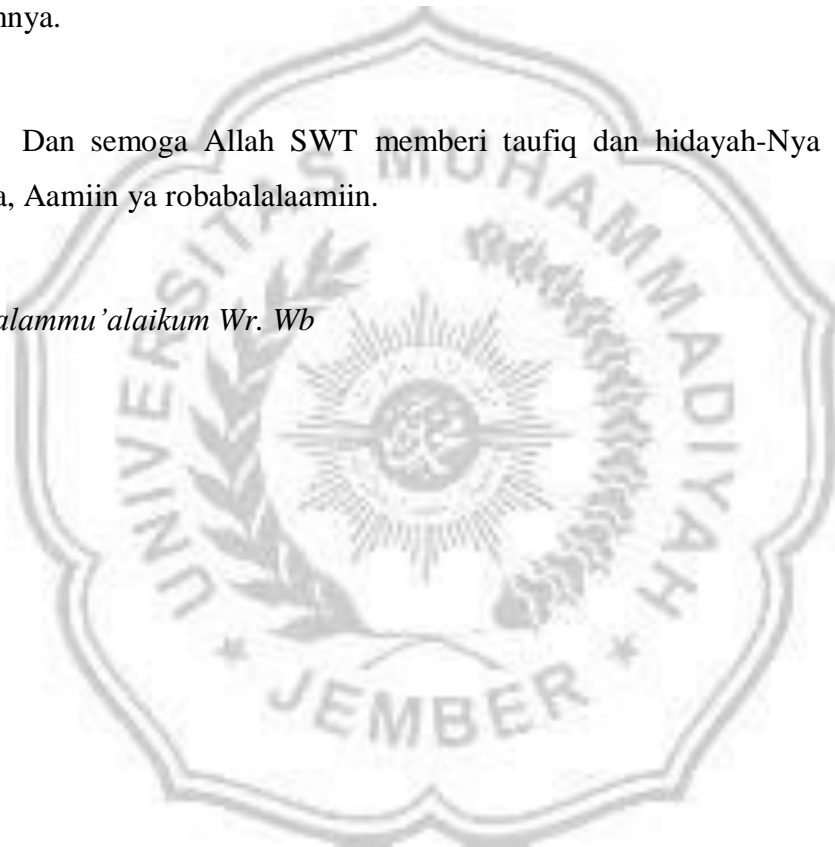 nnya.
Dan semoga Allah SWT memberi taufiq dan hidayah-Nya
a, Aamiin ya robabalalaamiin.
alammu’alaikum Wr. Wb
UNIVERSITAS MUHAMMADIYAH
JEMBER